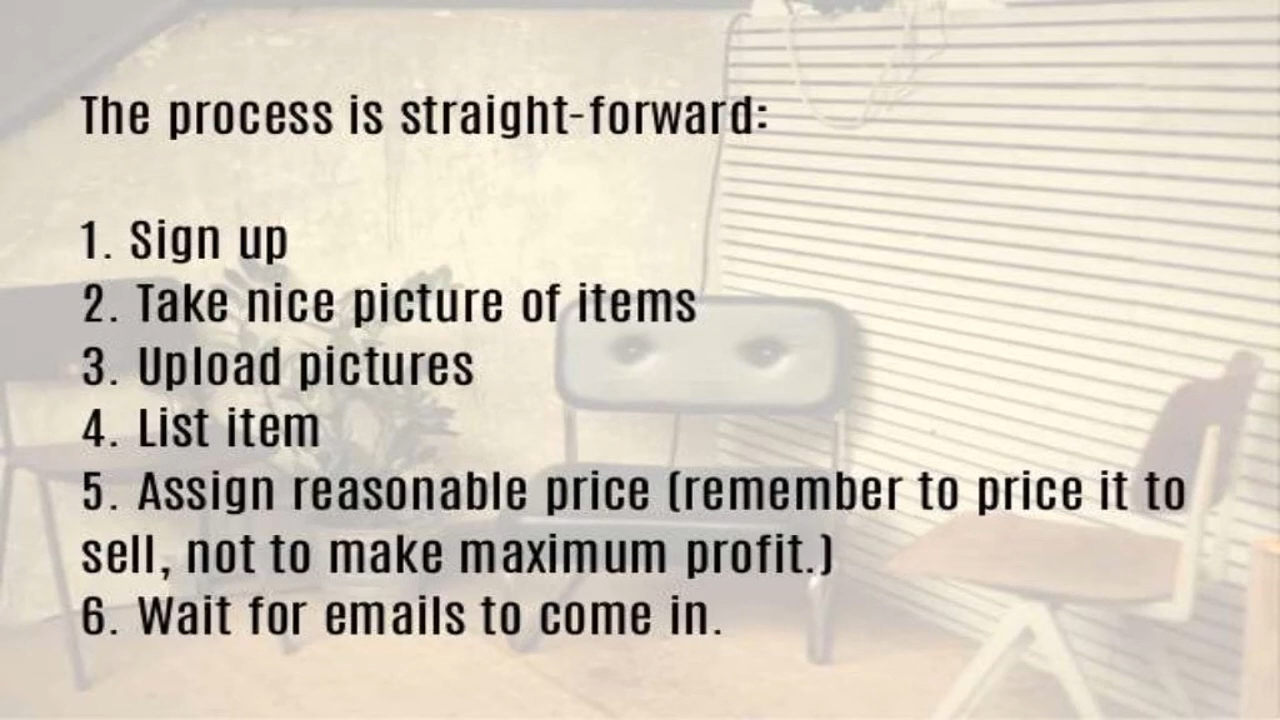 The process is straight-forward:
1. Sign up
2. Take nice picture of items
3. Upload pictures
4. List item
5. Assign reasonable price (remember to price it to
sell, not to make maximum profit.)
6. Wait for emails to come in.